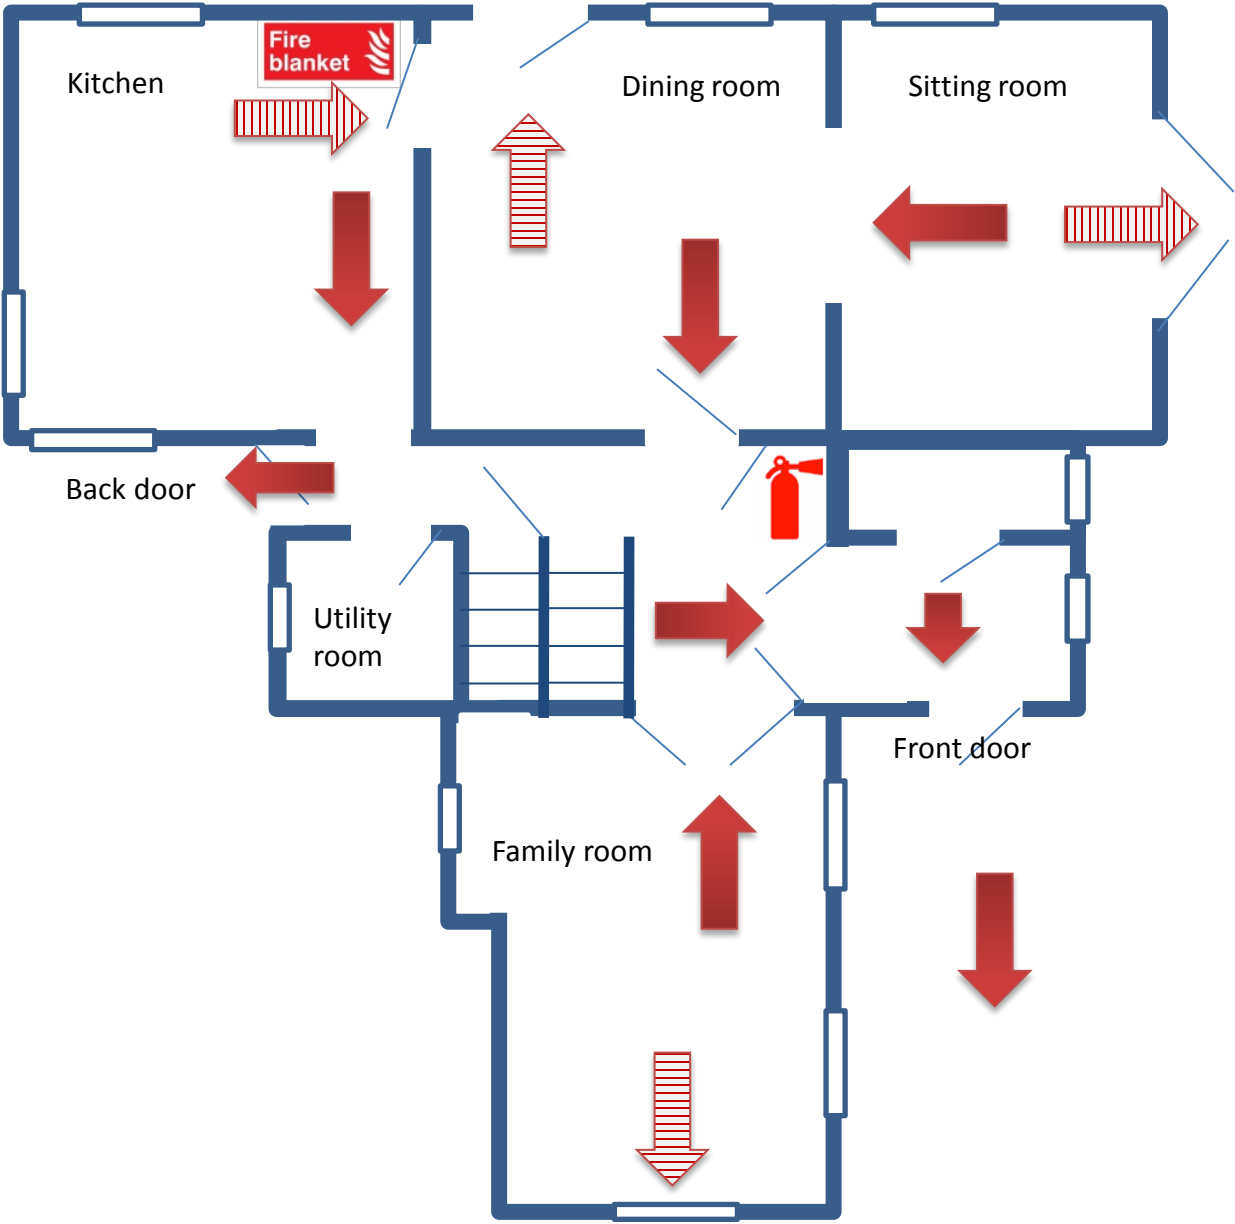 Fire
blanket
Kitchen
Dining room
Sitting room
Back door
Utility
room
Front door
Family room